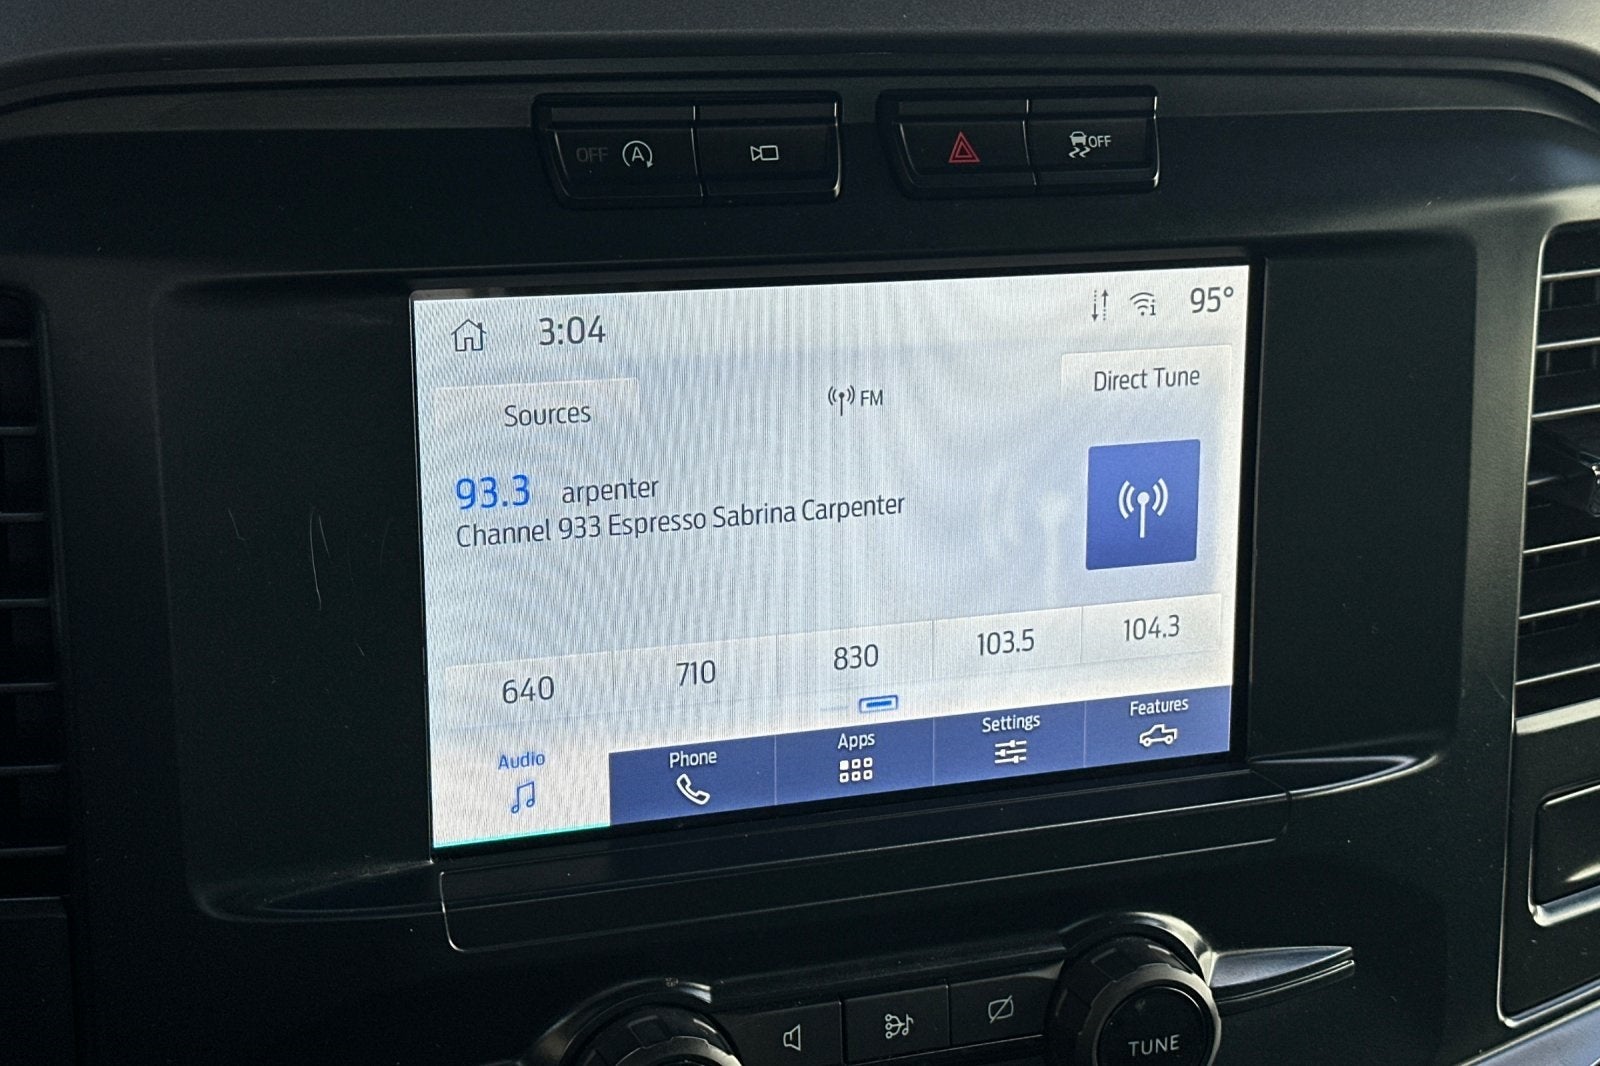 OFF A
OFF
3:04
95°
Sources
FM
Direct Tune
93.3 arpenter
Channel 933 Espresso Sabrina Carpenter
640 710 830 103.5 104.3
Audio Phone Apps Settings Features
TUNE